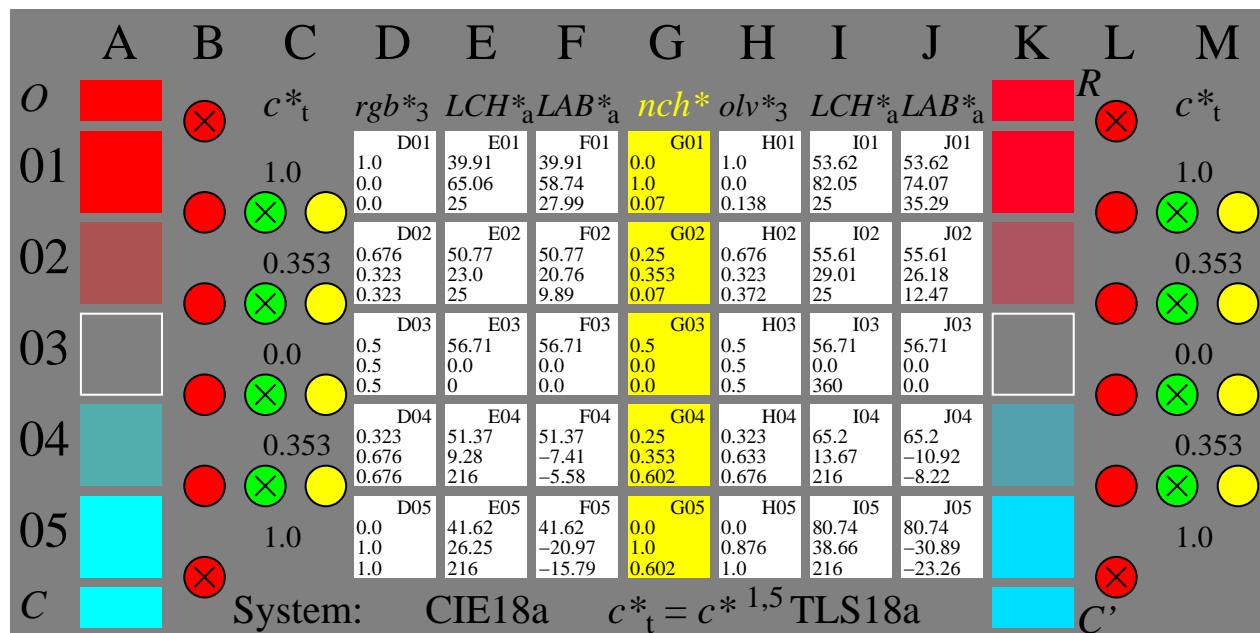 A B C D E F G H I J K L M
O c*t rgb*3 LCH*a LAB*a nch* olv*3 LCH*a LAB*a R c*t
01 1.0 D01 E01 F01 G01 H01 I01 J01 1.0
1.0 39.91 39.91 0.0 1.0 53.62 53.62
0.0 65.06 58.74 1.0 0.0 82.05 74.07
0.0 25 27.99 0.07 0.138 25 35.29
02 0.353 D02 E02 F02 G02 H02 I02 J02 0.353
0.676 50.77 50.77 0.25 0.676 55.61 55.61
0.323 23.0 20.76 0.353 0.323 29.01 26.18
0.323 25 9.89 0.07 0.372 25 12.47
03 0.0 D03 E03 F03 G03 H03 I03 J03 0.0
0.5 56.71 56.71 0.5 0.5 56.71 56.71
0.5 0.0 0.0 0.0 0.5 0.0 0.0
0.5 0 0.0 0.0 0.5 360 0.0
04 0.353 D04 E04 F04 G04 H04 I04 J04 0.353
0.323 51.37 51.37 0.25 0.323 65.2 65.2
0.676 9.28 −7.41 0.353 0.633 13.67 −10.92
0.676 216 −5.58 0.602 0.676 216 −8.22
05 1.0 D05 E05 F05 G05 H05 I05 J05 1.0
0.0 41.62 41.62 0.0 0.0 80.74 80.74
1.0 26.25 −20.97 1.0 0.876 38.66 −30.89
1.0 216 −15.79 0.602 1.0 216 −23.26
C System: CIE18a c*t = c* 1,5 TLS18a C’